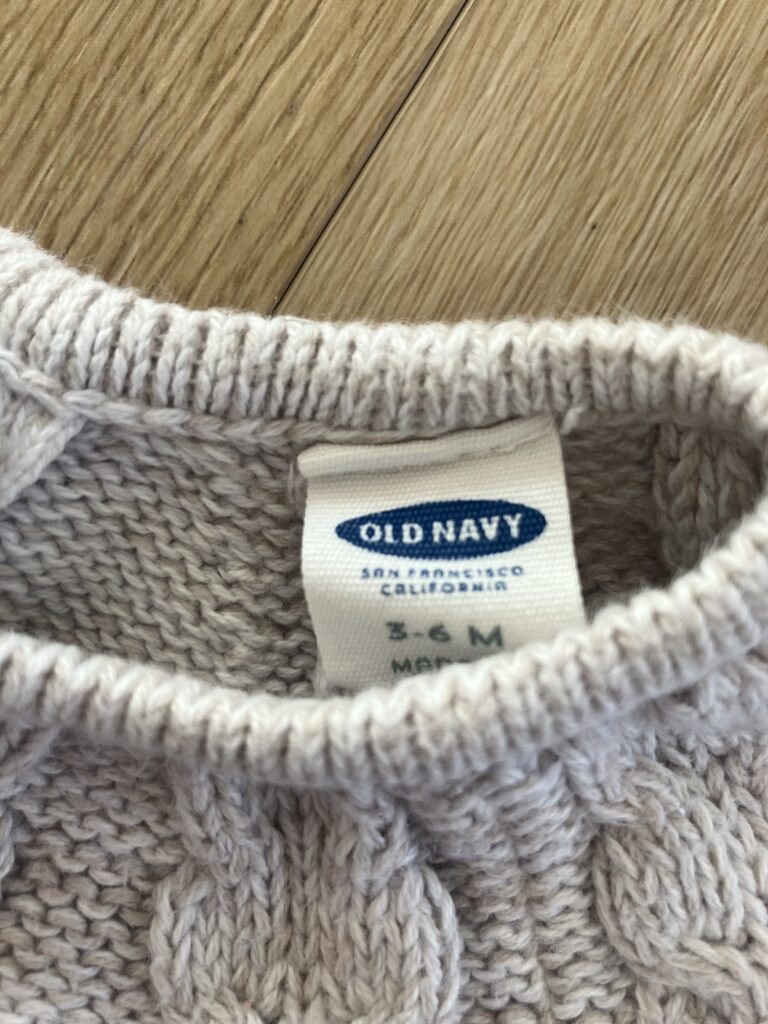 OLD NAVY
SAN FRANCISCO
CALIFORNIA
3-6 M